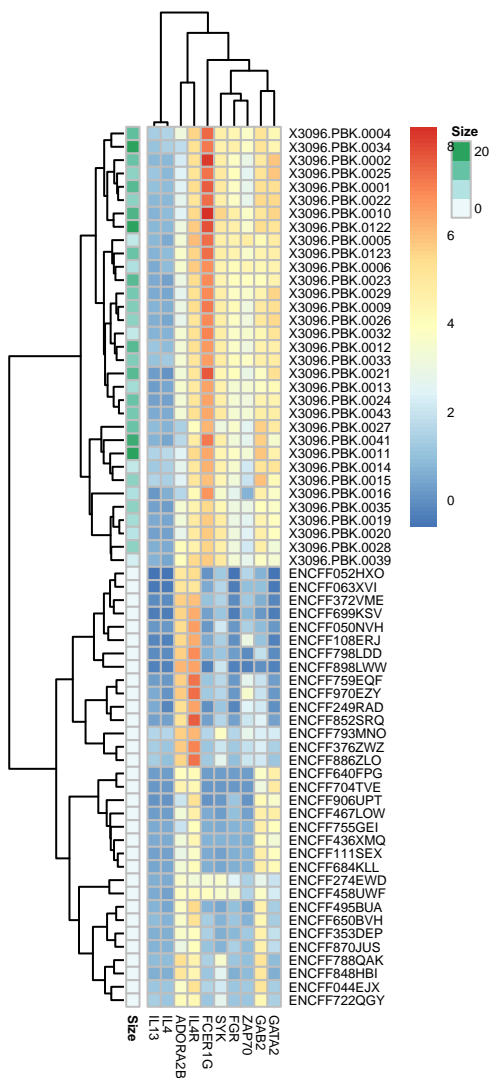 X3096.PBK.0004
X3096.PBK.0034
X3096.PBK.0002
X3096.PBK.0025
X3096.PBK.0001
X3096.PBK.0022
X3096.PBK.0010
X3096.PBK.0122
X3096.PBK.0005
X3096.PBK.0123
X3096.PBK.0006
X3096.PBK.0023
X3096.PBK.0029
X3096.PBK.0009
X3096.PBK.0026
X3096.PBK.0032
X3096.PBK.0012
X3096.PBK.0033
X3096.PBK.0021
X3096.PBK.0013
X3096.PBK.0024
X3096.PBK.0043
X3096.PBK.0027
X3096.PBK.0041
X3096.PBK.0011
X3096.PBK.0014
X3096.PBK.0015
X3096.PBK.0016
X3096.PBK.0035
X3096.PBK.0019
X3096.PBK.0020
X3096.PBK.0028
X3096.PBK.0039
ENCFF052HXO
ENCFF063XVI
ENCFF372VME
ENCFF699KSV
ENCFF050NVH
ENCFF108ERJ
ENCFF798LDD
ENCFF898LWW
ENCFF759EQF
ENCFF970EZY
ENCFF249RAD
ENCFF852SRQ
ENCFF793MNO
ENCFF376ZWZ
ENCFF886ZLO
ENCFF640FPG
ENCFF704TVE
ENCFF906UPT
ENCFF467LOW
ENCFF755GEI
ENCFF436XMQ
ENCFF111SEX
ENCFF684KLL
ENCFF274EWD
ENCFF458UWF
ENCFF495BUA
ENCFF650BVH
ENCFF353DEP
ENCFF870JUS
ENCFF788QAK
ENCFF848HBI
ENCFF044EJX
ENCFF722QGY
Size
IL13
IL4
ADORA2B
IL4R
FCER1G
SYK
FGR
ZAP70
GAB2
GATA2
8
6
4
2
0
Size
20
0